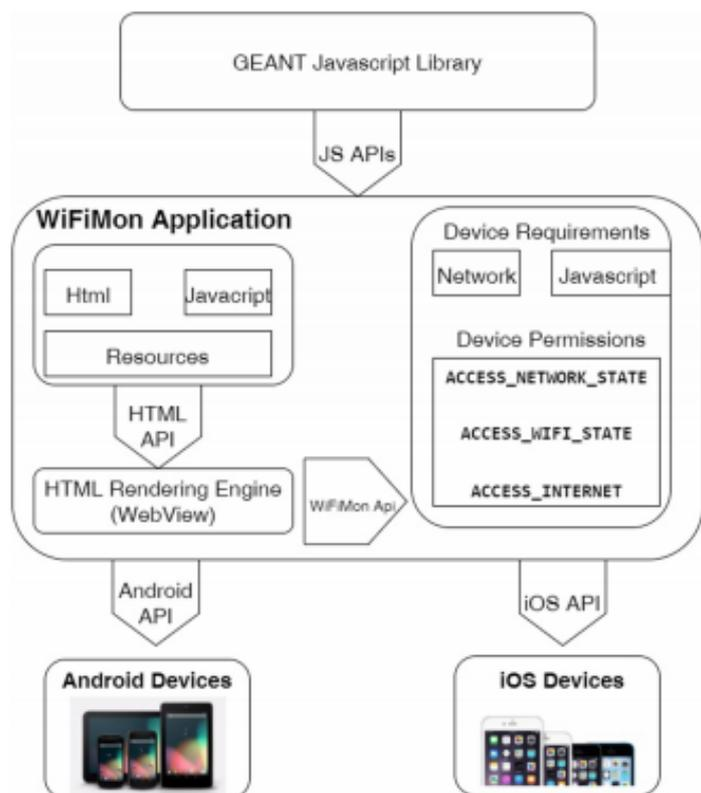 GEANT Javascript Library
JS APIs
WiFiMon Application
Html
Javacript
Resources
HTML
API
HTML Rendering Engine
(WebView)
WiFiMon Api
Device Requirements
Network
Javascript
Device Permissions
ACCESS_NETWORK_STATE
ACCESS_WIFI_STATE
ACCESS_INTERNET
Android
API
iOS API
Android Devices
iOS Devices